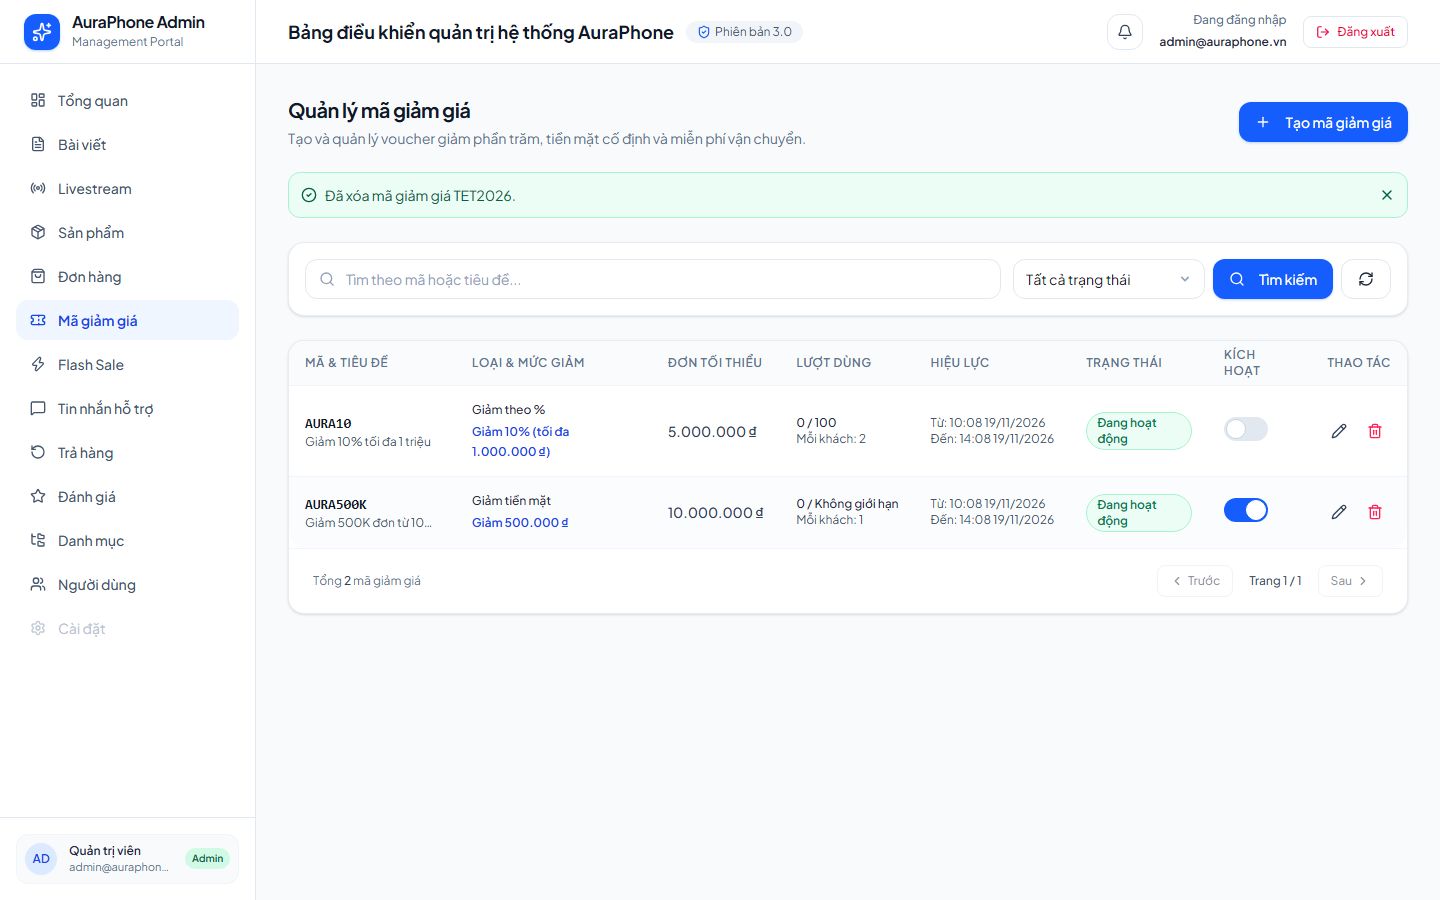 AuraPhone Admin
Management Portal
Bảng điều khiển quản trị hệ thống AuraPhone
Phiên bản 3.0
Đang đăng nhập
admin@auraphone.vn
Đăng xuất
Tổng quan
Bài viết
Livestream
Sản phẩm
Đơn hàng
Mã giảm giá
Flash Sale
Tin nhắn hỗ trợ
Trả hàng
Đánh giá
Danh mục
Người dùng
Cài đặt
AD
Quản trị viên
admin@auraphon...
Admin
Quản lý mã giảm giá
Tạo và quản lý voucher giảm phần trăm, tiền mặt cố định và miễn phí vận chuyển.
Tạo mã giảm giá
Đã xóa mã giảm giá TET2026.
Tìm theo mã hoặc tiêu đề...
Tất cả trạng thái
Tìm kiếm
MÃ & TIÊU ĐỀ
LOẠI & MỨC GIẢM
ĐƠN TỐI THIỂU
LƯỢT DÙNG
HIỆU LỰC
TRẠNG THÁI
KÍCH
HOẠT
THAO TÁC
AURA10
Giảm 10% tối đa 1 triệu
Giảm theo %
Giảm 10% (tối đa
1.000.000 ₫)
5.000.000 ₫
0 / 100
Mỗi khách: 2
Từ: 10:08 19/11/2026
Đến: 14:08 19/11/2026
Đang hoạt
động
AURA500K
Giảm 500K đơn từ 10...
Giảm tiền mặt
Giảm 500.000 ₫
10.000.000 ₫
0 / Không giới hạn
Mỗi khách: 1
Từ: 10:08 19/11/2026
Đến: 14:08 19/11/2026
Đang hoạt
động
Tổng 2 mã giảm giá
Trước
Trang 1 / 1
Sau